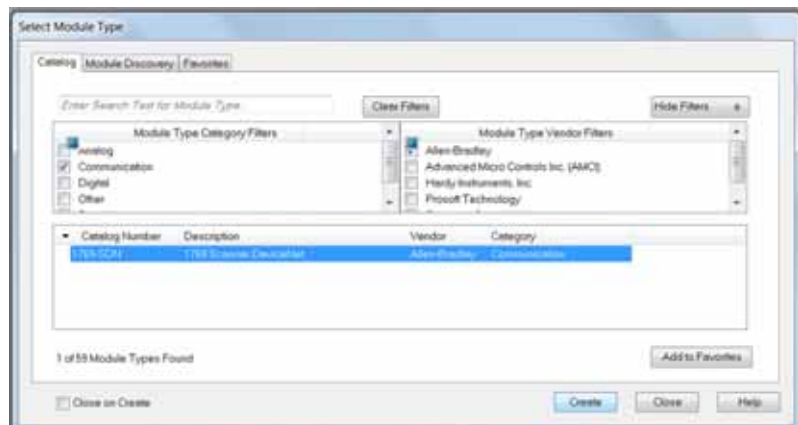 Select Module Type
Catalog Module Discovery Favorites
Enter Search Text for Module Type...
Clear Filters
Hide Filters
Module Type Category Filters
Module Type Vendor Filters
Analog
Allen-Bradley
Communication
Advanced Micro Controls Inc. (AMCI)
Digital
Hardy Instruments, Inc.
Other
Prosoft Technology
Catalog Number Description Vendor Category
1769-SDN 1769 Scanner DeviceNet Allen-Bradley Communication
1 of 59 Module Types Found
Add to Favorites
Close on Create
Create Close Help